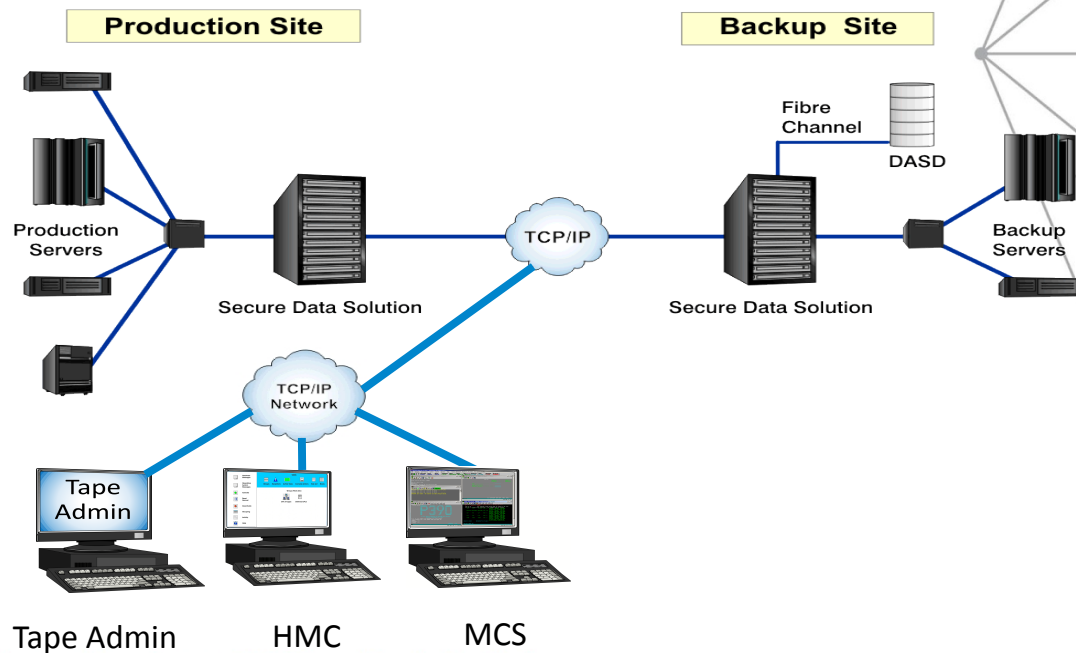 Production Site
Backup Site
Fibre
Channel
DASD
Production
Servers
TCP/IP
Backup
Servers
Secure Data Solution
Secure Data Solution
TCP/IP
Network
Tape
Admin
P390
Tape Admin
HMC
MCS